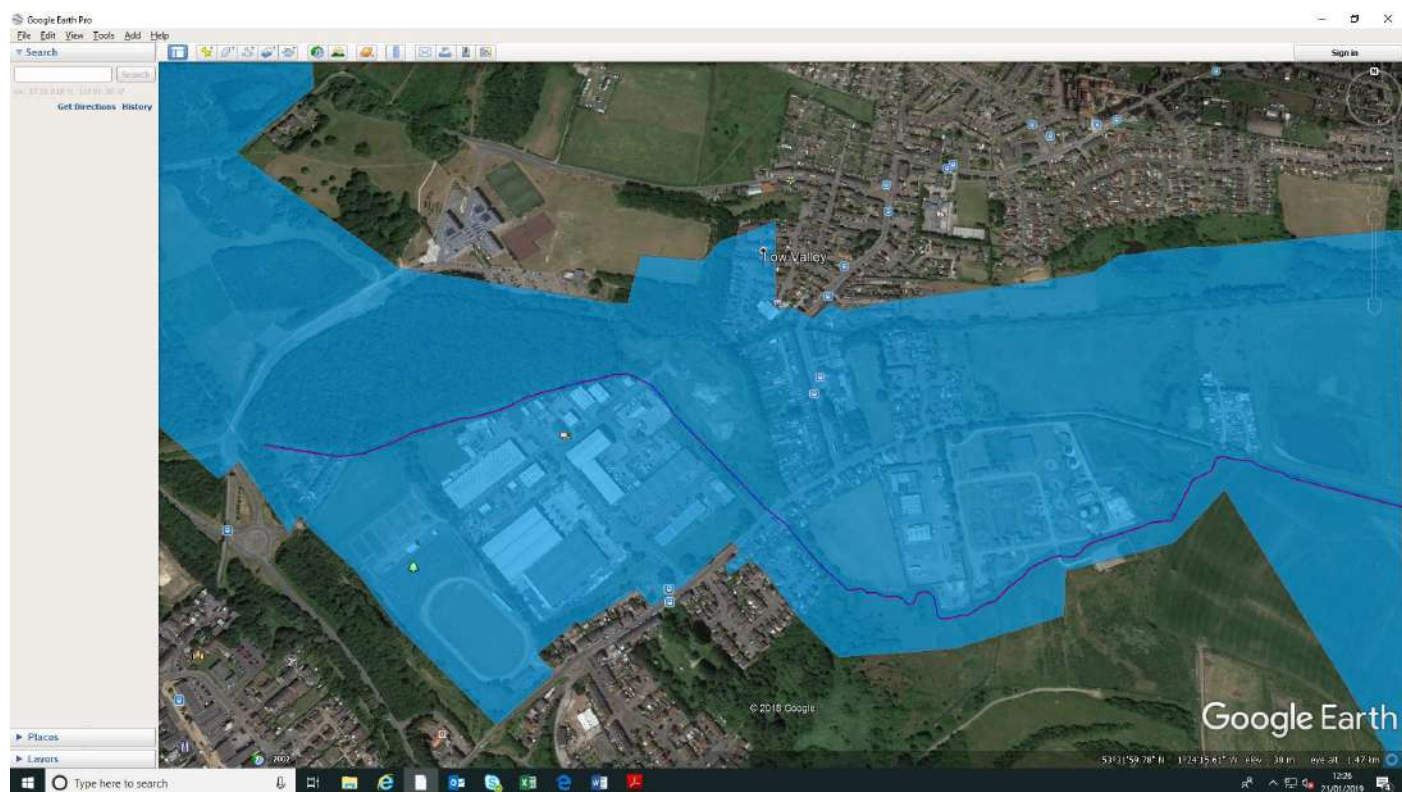 Google Earth Pro
File Edit View Tools Add Help
Search
Sign in
Search
Get Directions History
Low Valley
© 2018 Google
Google Earth
Places
Layers
2002
Type here to search
12:26
21/01/2019